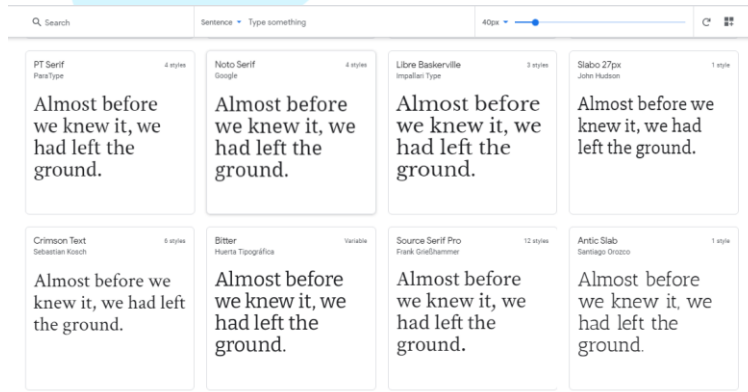 Search
Sentence Type something
40px
PT Serif 4 styles
ParaType
Almost before
we knew it, we
had left the
ground.
Noto Serif 4 styles
Google
Almost before
we knew it, we
had left the
ground.
Libre Baskerville 3 styles
Impallari Type
Almost before
we knew it, we
had left the
ground.
Slabo 27px 1 style
John Hudson
Almost before we
knew it, we had
left the ground.
Crimson Text 6 styles
Sebastian Kosch
Almost before we
knew it, we had left
the ground.
Bitter Variable
Huerta Tipográfica
Almost before
we knew it, we
had left the
ground.
Source Serif Pro 12 styles
Frank Grießhammer
Almost before
we knew it, we
had left the
ground.
Antic Slab 1 style
Santiago Orozco
Almost before
we knew it, we
had left the
ground.